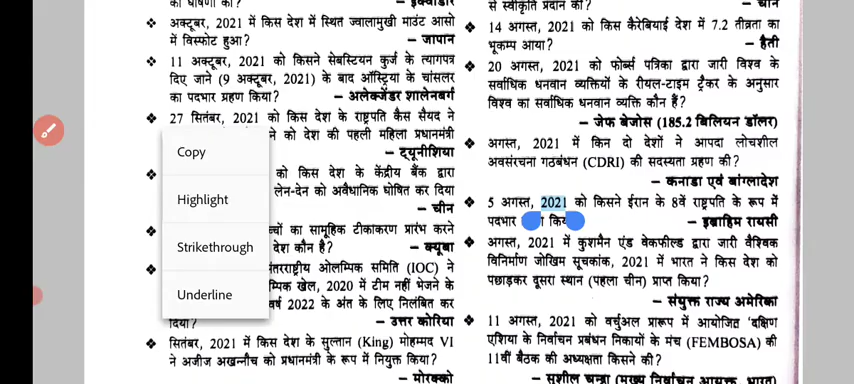 का घोषणा की?
❖ अक्टूबर, 2021 में किस देश में स्थित ज्वालामुखी माउंट आसो
में विस्फोट हुआ?
– जापान
❖ 11 अक्टूबर, 2021 को किसने सेबस्टियन कुर्ज के त्यागपत्र
दिए जाने (9 अक्टूबर, 2021) के बाद ऑस्ट्रिया के चांसलर
का पदभार ग्रहण किया?
– अलेक्जेंडर शालेनबर्ग
❖ 27 सितंबर, 2021 को किस देश के राष्ट्रपति कैस सैयद ने
ने को देश की पहली महिला प्रधानमंत्री
– ट्यूनीशिया
❖ को किस देश के केंद्रीय बैंक द्वारा
लेन-देन को अवैधानिक घोषित कर दिया
– चीन
❖ च्चों का सामूहिक टीकाकरण प्रारंभ करने
देश कौन है?
– क्यूबा
❖ ओलम्पिक समिति (IOC) ने
खेल, 2020 में टीम नहीं भेजने के
2022 के अंत के लिए निलंबित कर
दिया?
– उत्तर कोरिया
❖ सितंबर, 2021 में किस देश के सुल्तान (King) मोहम्मद VI
ने अजीज अखन्नौच को प्रधानमंत्री के रूप में नियुक्त किया?
– मोरक्को
Copy
Highlight
Strikethrough
Underline
से स्वीकृति प्रदान की?
– चीन
❖ 14 अगस्त, 2021 को किस कैरेबियाई देश में 7.2 तीव्रता का
भूकम्प आया?
– हैती
❖ 20 अगस्त, 2021 को फोर्ब्स पत्रिका द्वारा जारी विश्व के
सर्वाधिक धनवान व्यक्तियों के रीयल-टाइम ट्रैकर के अनुसार
विश्व का सर्वाधिक धनवान व्यक्ति कौन हैं?
– जेफ बेजोस (185.2 बिलियन डॉलर)
❖ अगस्त, 2021 में किन दो देशों ने आपदा लोचशील
अवसंरचना गठबंधन (CDRI) की सदस्यता ग्रहण की?
– कनाडा एवं बांग्लादेश
❖ 5 अगस्त, 2021 को किसने ईरान के 8वें राष्ट्रपति के रूप में
पदभार
– इब्राहिम रायसी
❖ अगस्त, 2021 में कुशमैन एंड वेकफील्ड द्वारा जारी वैश्विक
विनिर्माण जोखिम सूचकांक, 2021 में भारत ने किस देश को
पछाड़कर दूसरा स्थान (पहला चीन) प्राप्त किया?
– संयुक्त राज्य अमेरिका
❖ 11 अगस्त, 2021 को वर्चुअल प्रारूप में आयोजित 'दक्षिण
एशिया के निर्वाचन प्रबंधन निकायों के मंच (FEMBOSA) की
11वीं बैठक की अध्यक्षता किसने की?
– सुशील चन्द्रा (मुख्य निर्वाचन आयुक्त, भारत)